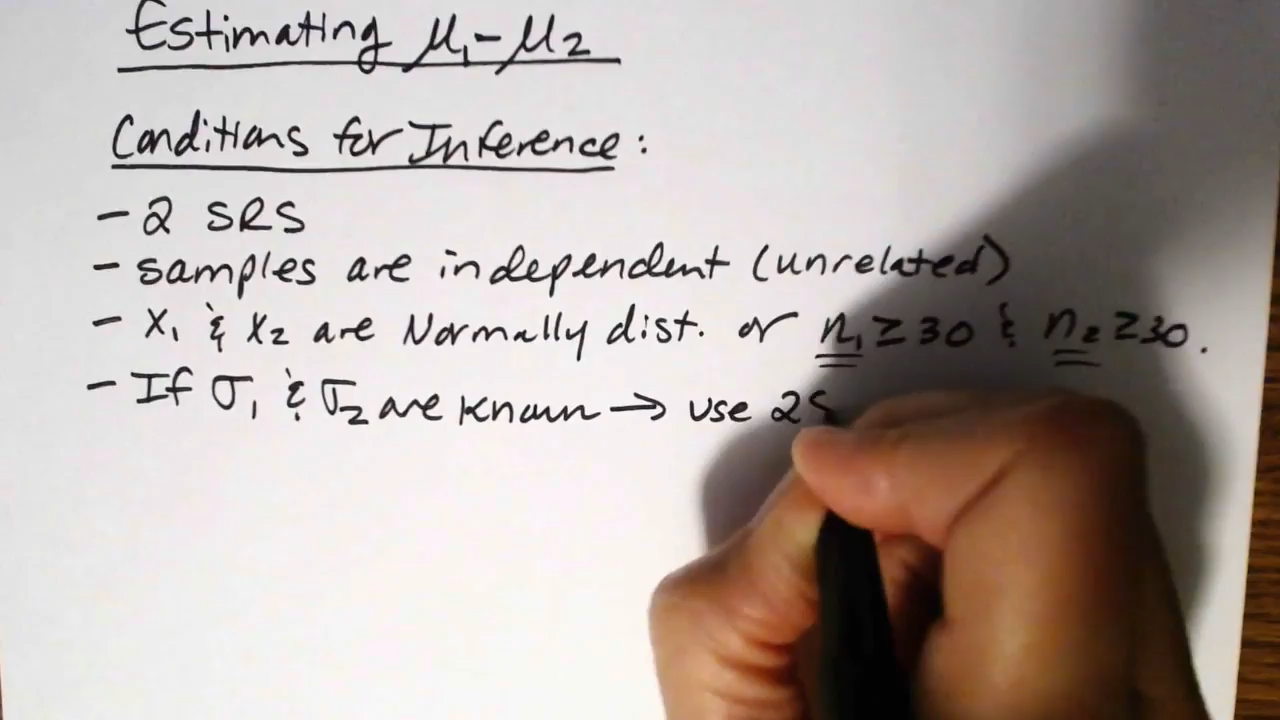 Estimating μ₁-μ₂
Conditions for Inference:
- 2 SRS
- samples are independent (unrelated)
- X₁ & X₂ are Normally dist. or n₁ ≥ 30 & n₂ ≥ 30.
- If σ₁ & σ₂ are known → use 2S